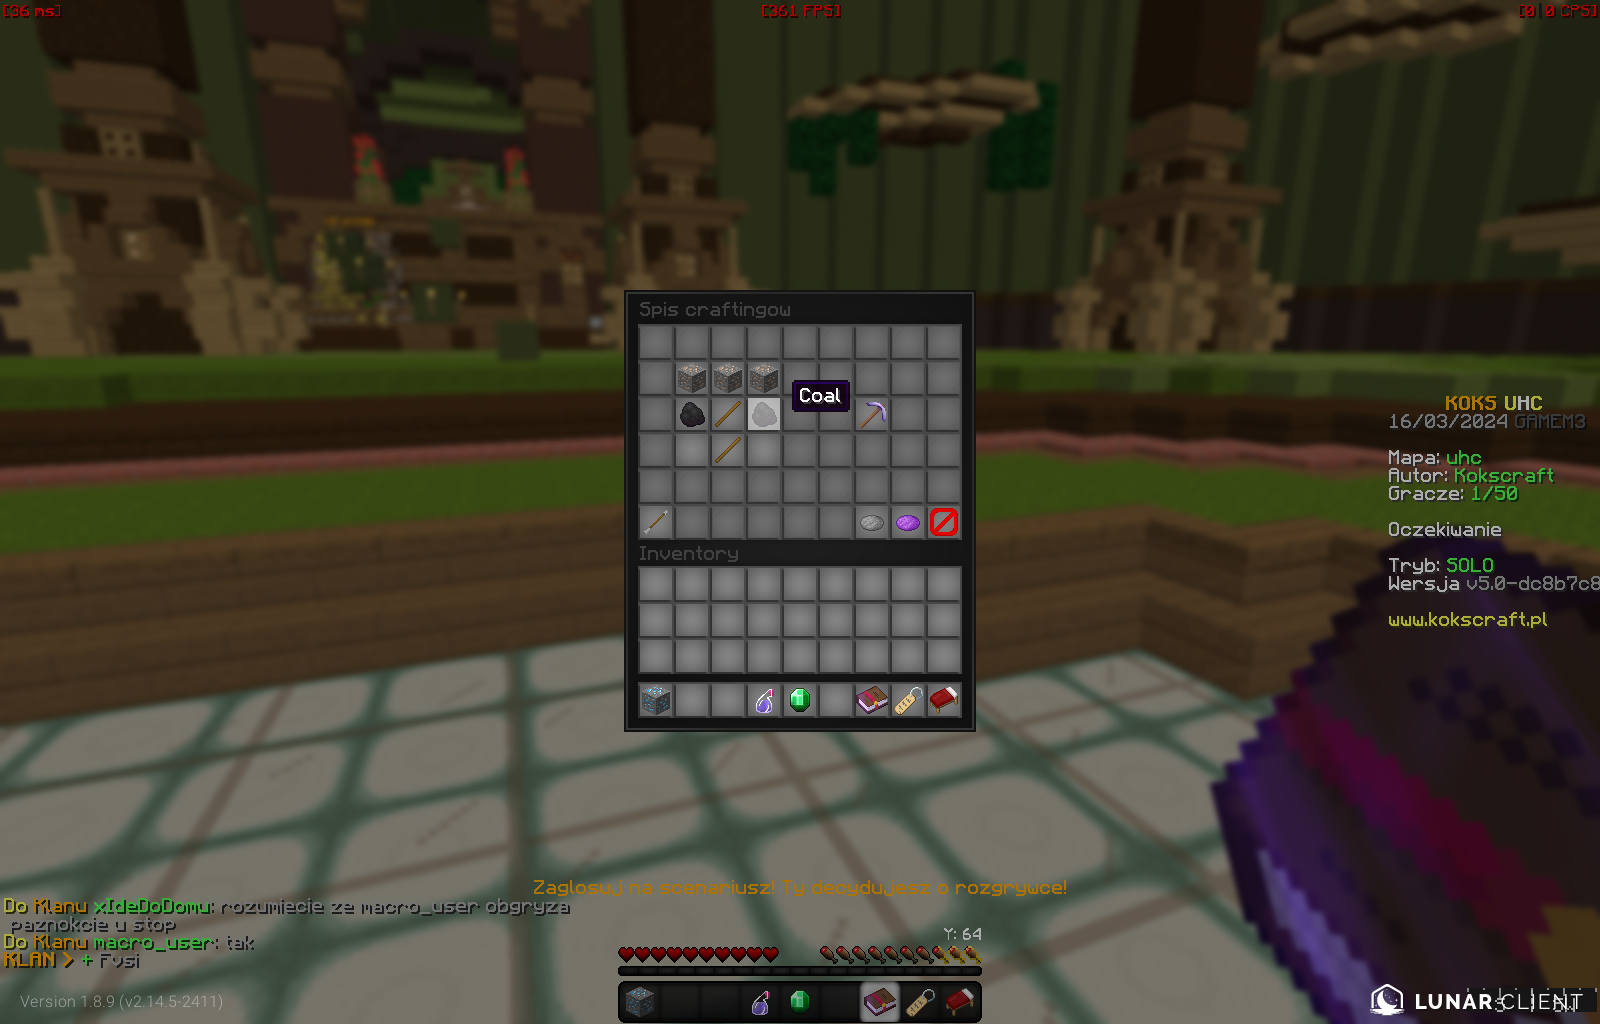 [36 ms]
[361 FPS]
[0 | 0 CPS]
Spis craftingow
Coal
Inventory
KOKS UHC
16/03/2024 GAMEM3
Mapa: uhc
Autor: Kokscraft
Gracze: 1/50
Oczekiwanie
Tryb: SOLO
Wersja v5.0-dc8b7c8
www.kokscraft.pl
Zaglosuj na scenariusz! Ty decydujesz o rozgrywce!
Do Klanu xIdeDoDomu: rozumiecie ze macro_user obgryza
paznokcie u stop
Do Klanu macro_user: tak
KLAN > + Fvsi
Y: 64
Version 1.8.9 (v2.14.5-2411)
LUNAR CLIENT